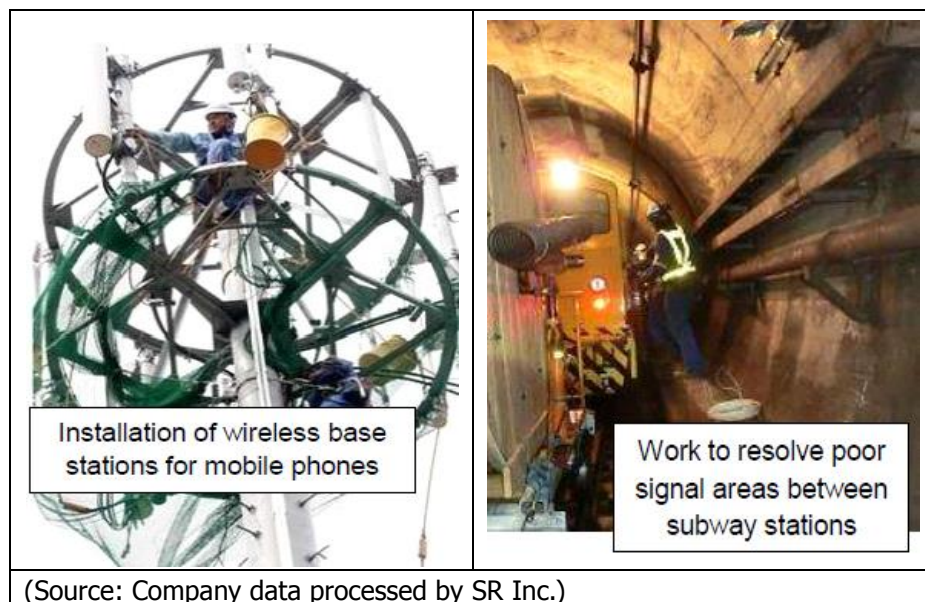 Installation of wireless base
stations for mobile phones
Work to resolve poor
signal areas between
subway stations
(Source: Company data processed by SR Inc.)